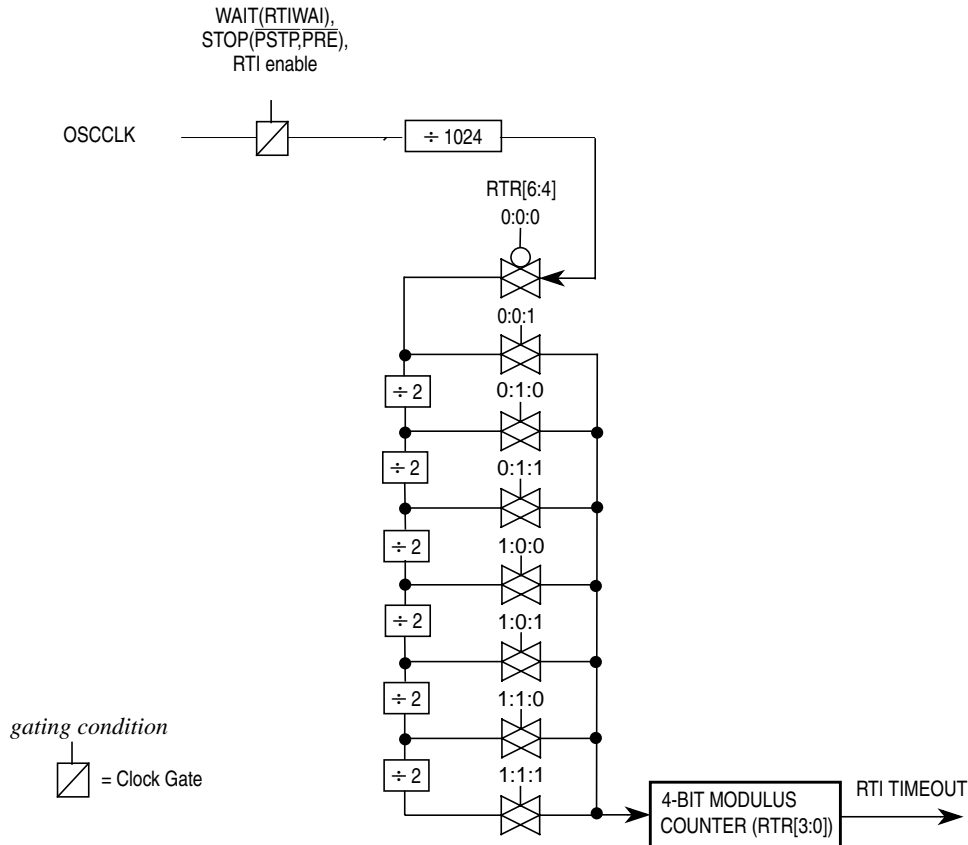 WAIT(RTIWAI),
STOP(PSTP,PRE),
RTI enable
OSCCLK
÷ 1024
RTR[6:4]
0:0:0
0:0:1
÷ 2
0:1:0
÷ 2
0:1:1
÷ 2
1:0:0
÷ 2
1:0:1
÷ 2
1:1:0
÷ 2
1:1:1
gating condition
= Clock Gate
4-BIT MODULUS
COUNTER (RTR[3:0])
RTI TIMEOUT